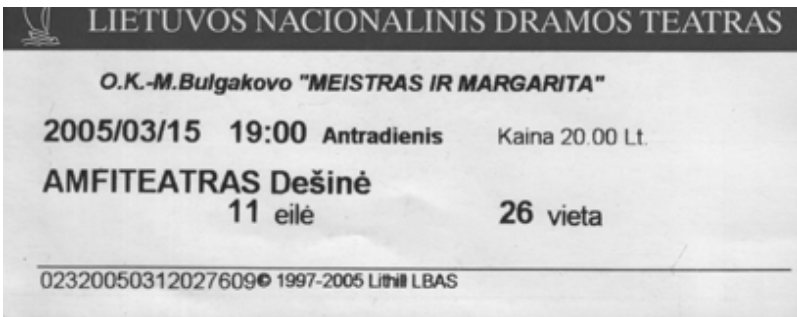 LIETUVOS NACIONALINIS DRAMOS TEATRAS
O.K.-M.Bulgakovo "MEISTRAS IR MARGARITA"
2005/03/15 19:00 Antradienis Kaina 20.00 Lt.
AMFITEATRAS Dešinė
11 eilė 26 vieta
02320050312027609© 1997-2005 Lithill LBAS